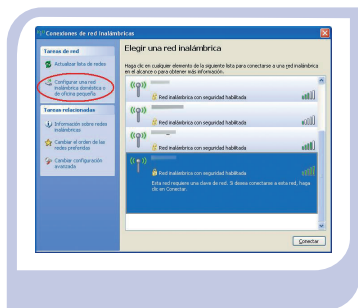 Conexiones de red inalámbricas
Tareas de red
Actualizar lista de redes
Configurar una red
inalámbrica doméstica o
de oficina pequeña
Tareas relacionadas
Información sobre redes
inalámbricas
Cambiar el orden de las
redes preferidas
Cambiar configuración
avanzada
Elegir una red inalámbrica
Haga clic en cualquier elemento de la siguiente lista para conectarse a una red inalámbrica
en el alcance o para obtener más información.
Red inalámbrica con seguridad habilitada
Red inalámbrica con seguridad habilitada
Red inalámbrica con seguridad habilitada
Red inalámbrica con seguridad habilitada
Esta red requiere una clave de red. Si desea conectarse a esta red, haga
clic en Conectar.
Conectar